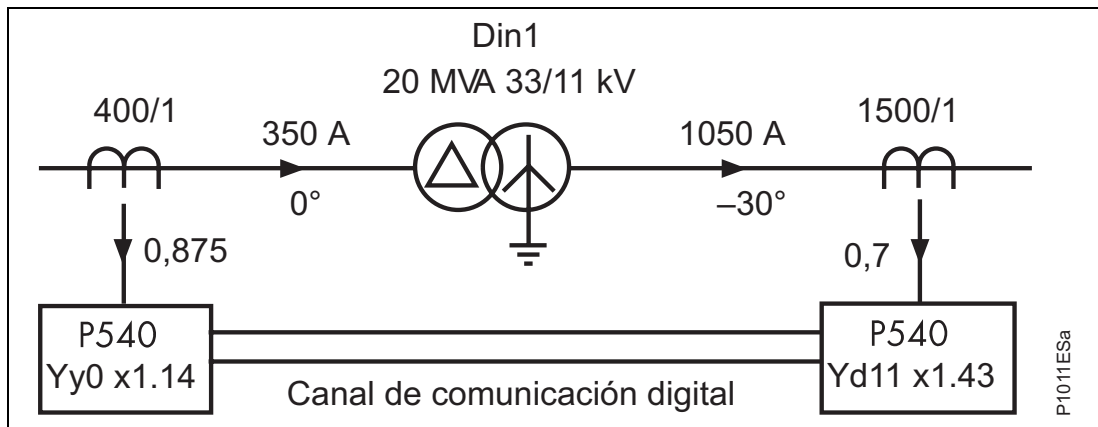 Din1
20 MVA 33/11 kV
400/1
350 A
1050 A
1500/1
0°
–30°
0,875
0,7
P540
Yy0 x1.14
P540
Yd11 x1.43
Canal de comunicación digital
P1011ESa